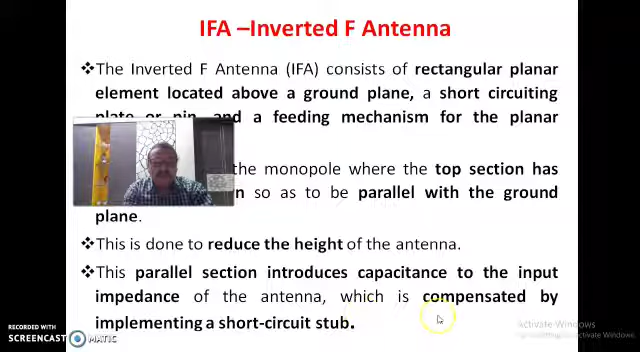 IFA –Inverted F Antenna
❖The Inverted F Antenna (IFA) consists of rectangular planar
element located above a ground plane, a short circuiting
plate or pin, and a feeding mechanism for the planar
the monopole where the top section has
n so as to be parallel with the ground
plane.
❖This is done to reduce the height of the antenna.
❖This parallel section introduces capacitance to the input
impedance of the antenna, which is compensated by
implementing a short-circuit stub.
Activate Windows
RECORDED WITH
SCREENCAST MATIC